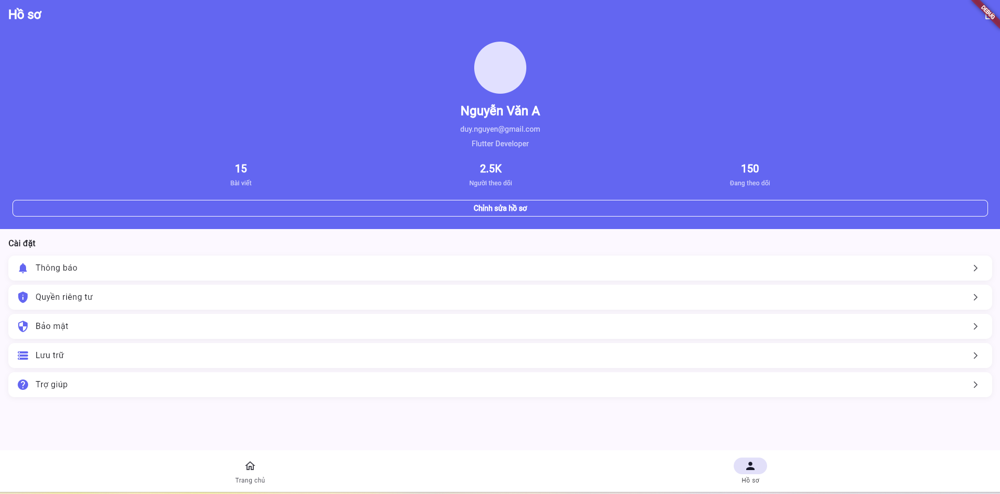 Hồ sơ
DEBUG
Nguyễn Văn A
duy.nguyen@gmail.com
Flutter Developer
15
2.5K
150
Bài viết
Người theo dõi
Đang theo dõi
Chỉnh sửa hồ sơ
Cài đặt
Thông báo
Quyền riêng tư
Bảo mật
Lưu trữ
Trợ giúp
Trang chủ
Hồ sơ